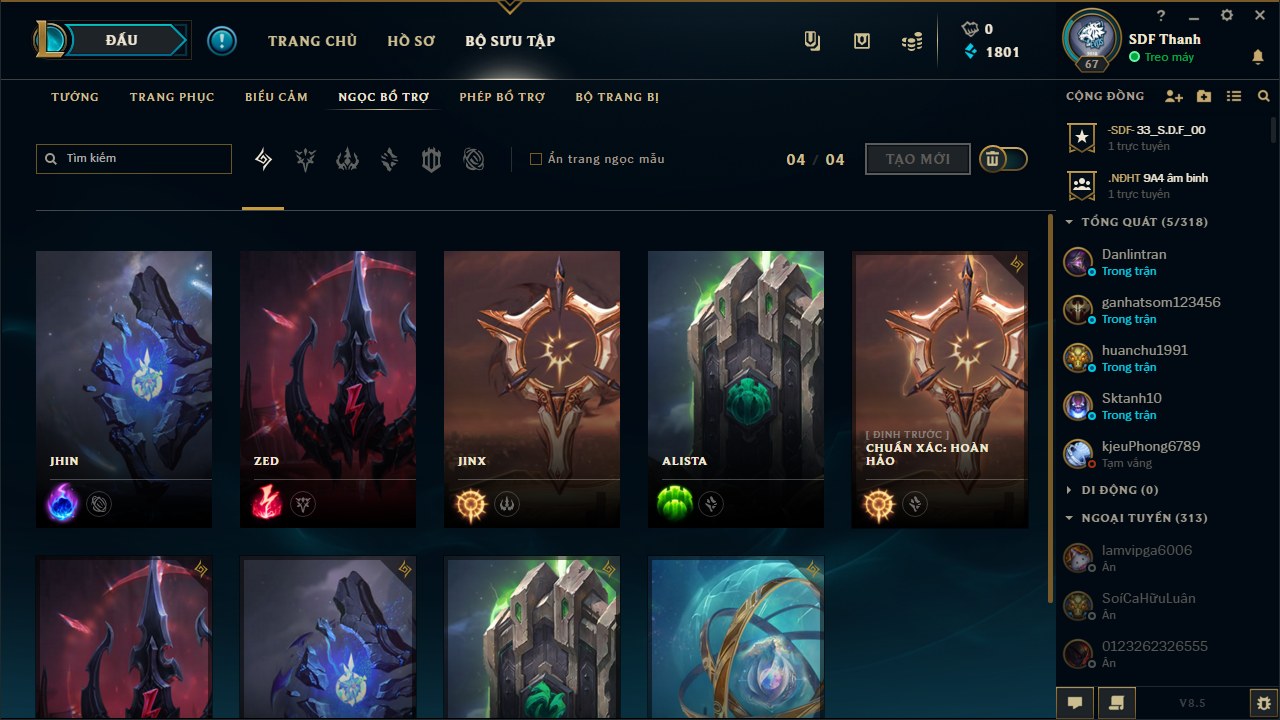 ĐẤU
TRANG CHỦ
HỒ SƠ
BỘ SƯU TẬP
0
1801
67
SDF Thanh
Treo máy
TƯỚNG
TRANG PHỤC
BIỂU CẢM
NGỌC BỔ TRỢ
PHÉP BỔ TRỢ
BỘ TRANG BỊ
Tìm kiếm
Ẩn trang ngọc mẫu
04 / 04
TẠO MỚI
JHIN
ZED
JINX
ALISTA
[ ĐỊNH TRƯỚC ]
CHUẨN XÁC: HOÀN
HẢO
CỘNG ĐỒNG
-SDF- 33_S.D.F_00
1 trực tuyến
.NĐHT 9A4 âm binh
1 trực tuyến
TỔNG QUÁT (5/318)
Danlintran
Trong trận
ganhatsom123456
Trong trận
huanchu1991
Trong trận
Sktanh10
Trong trận
kjeuPhong6789
Tạm vắng
DI ĐỘNG (0)
NGOẠI TUYẾN (313)
lamvipga6006
Ẩn
SoiCaHữuLuân
Ẩn
0123262326555
Ẩn
V8.5